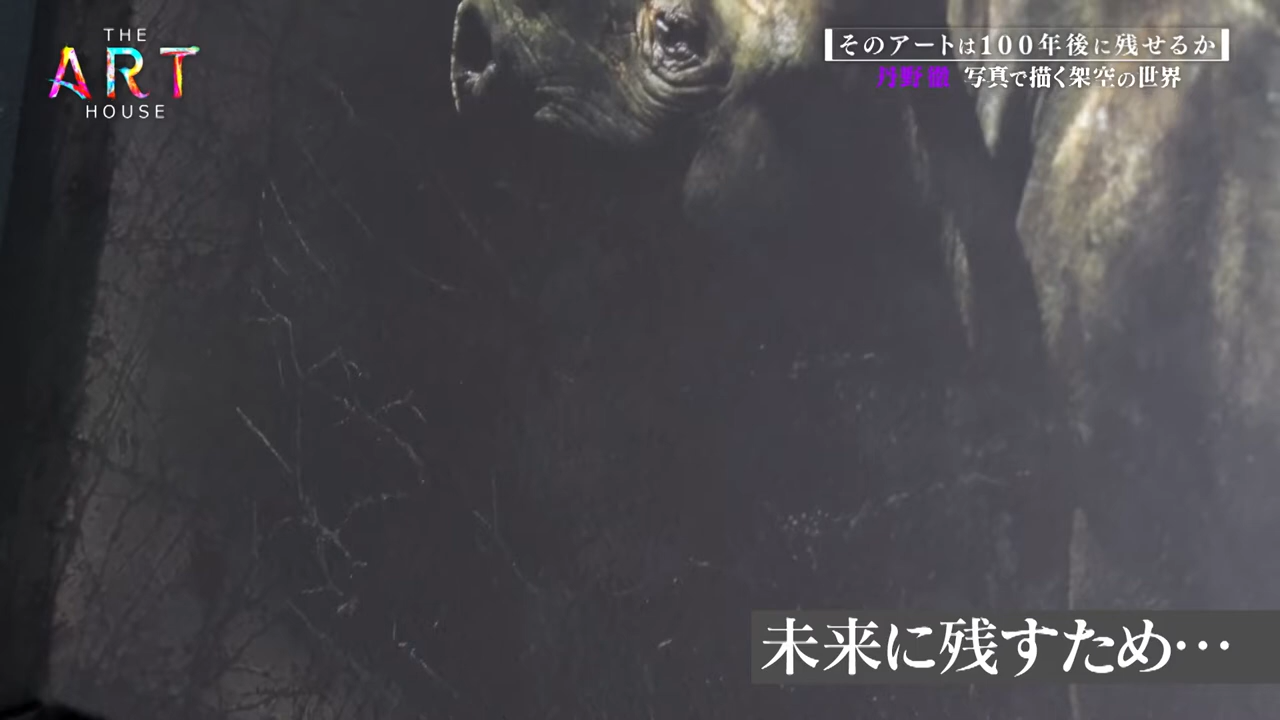 THE
ART
HOUSE
そのアートは100年後に残せるか
写真で描く架空の世界
未来に残すため…